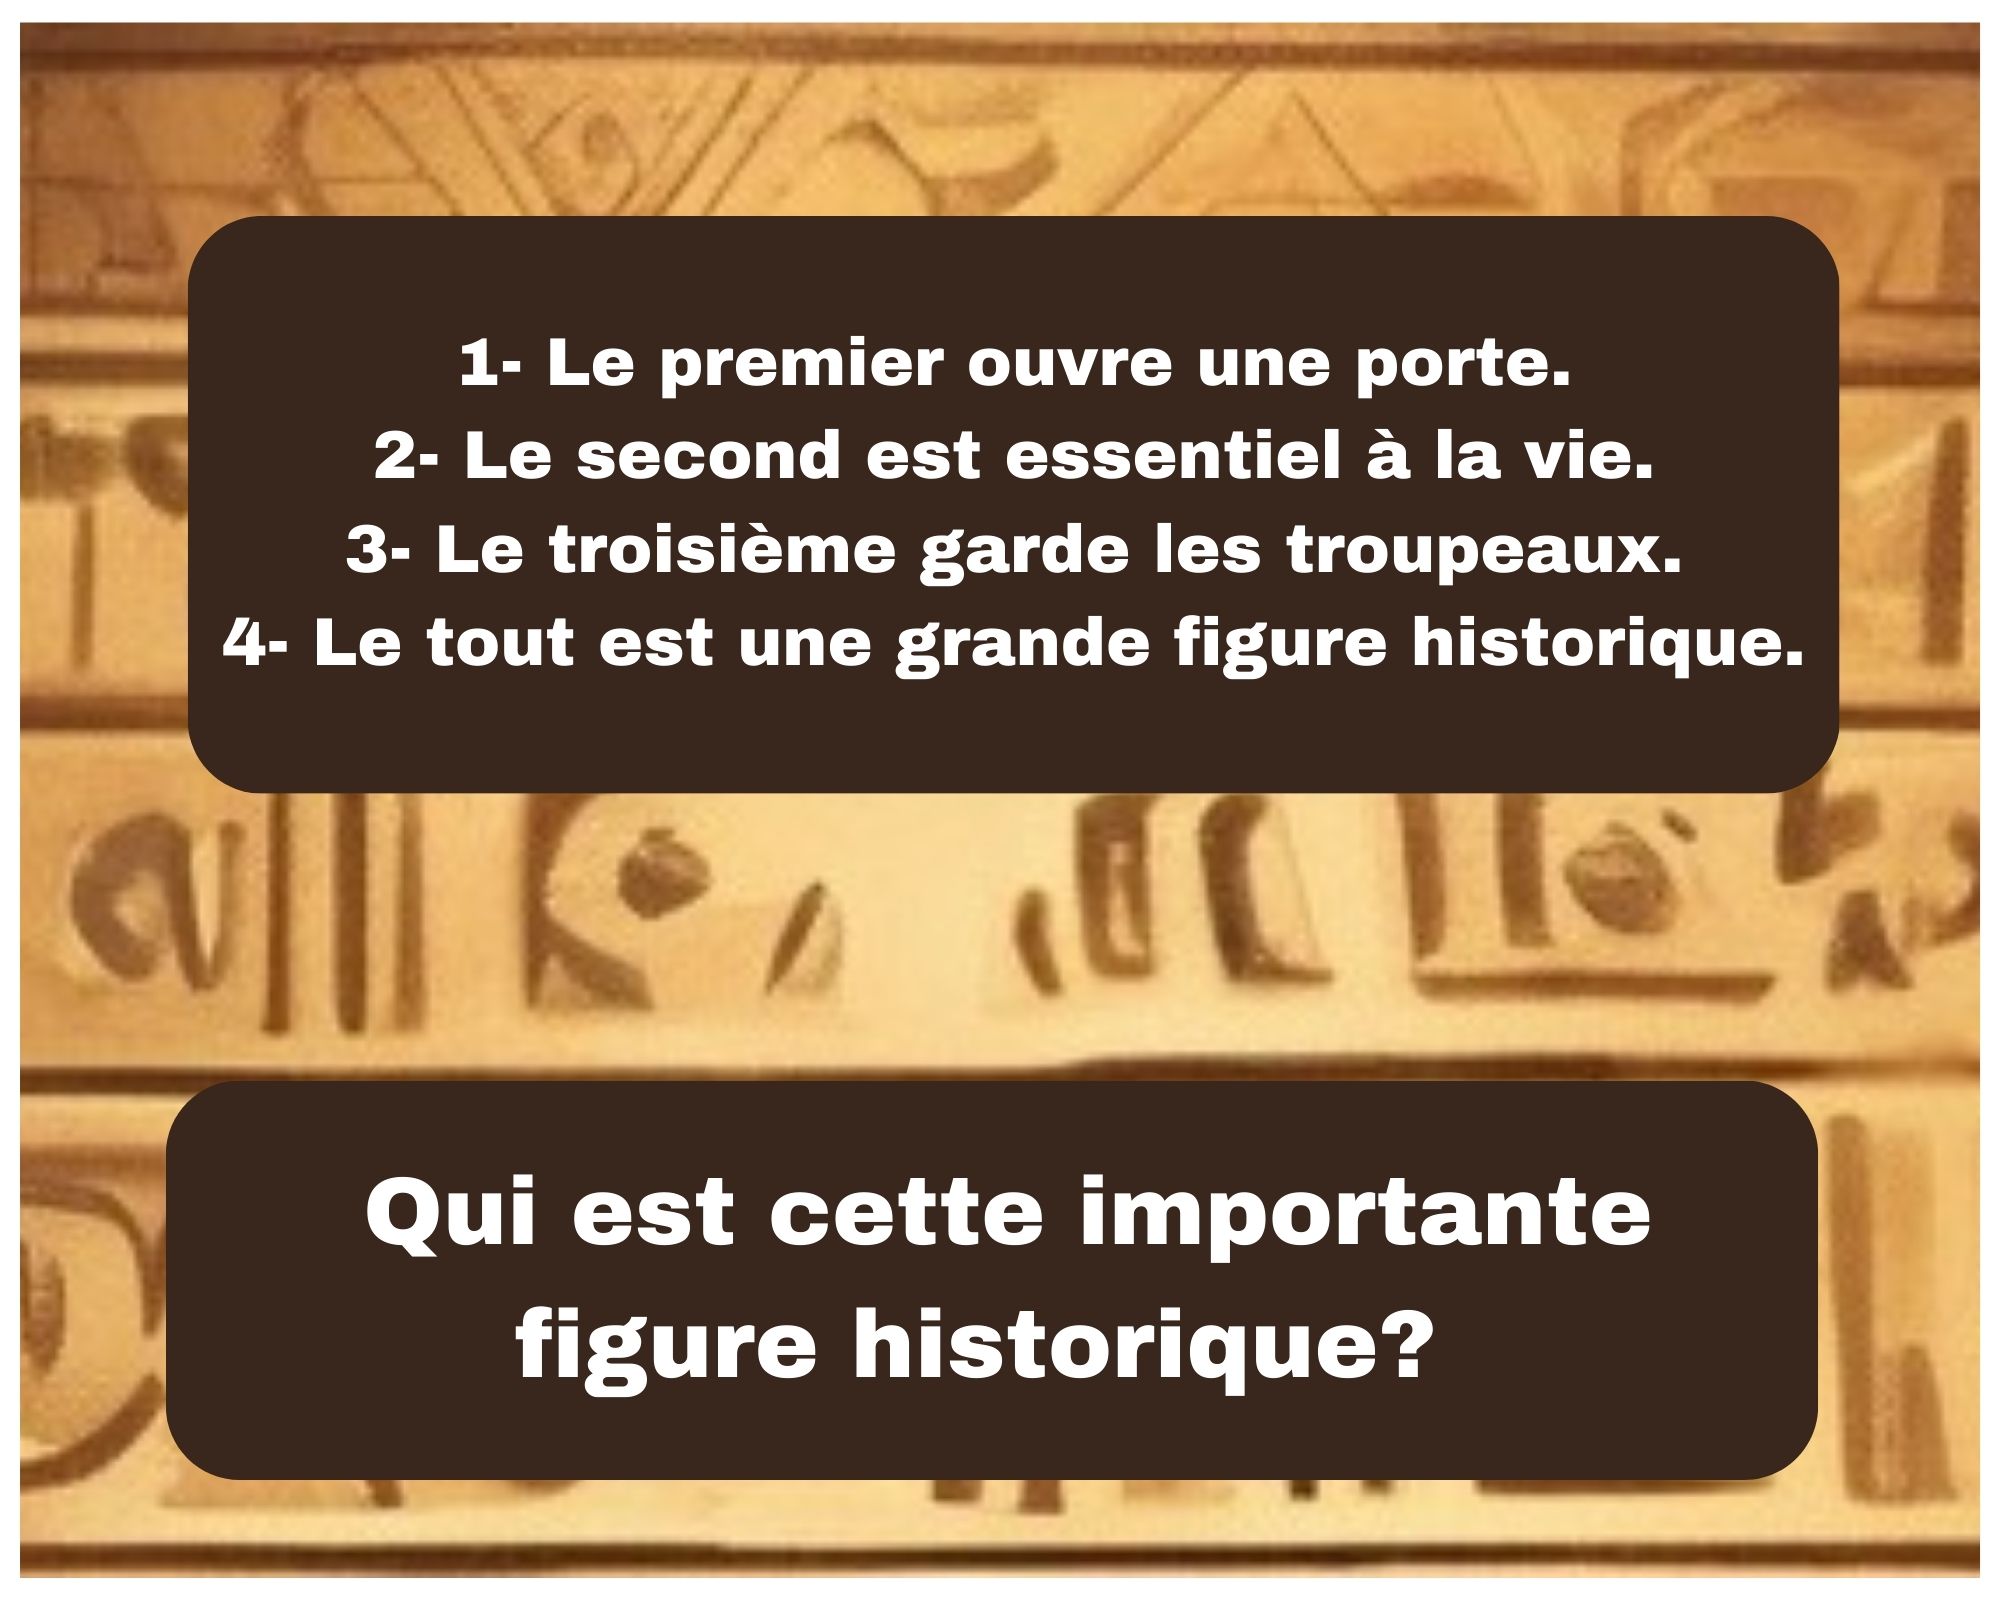 1- Le premier ouvre une porte.
2- Le second est essentiel à la vie.
3- Le troisième garde les troupeaux.
4- Le tout est une grande figure historique.
Qui est cette importante
figure historique?